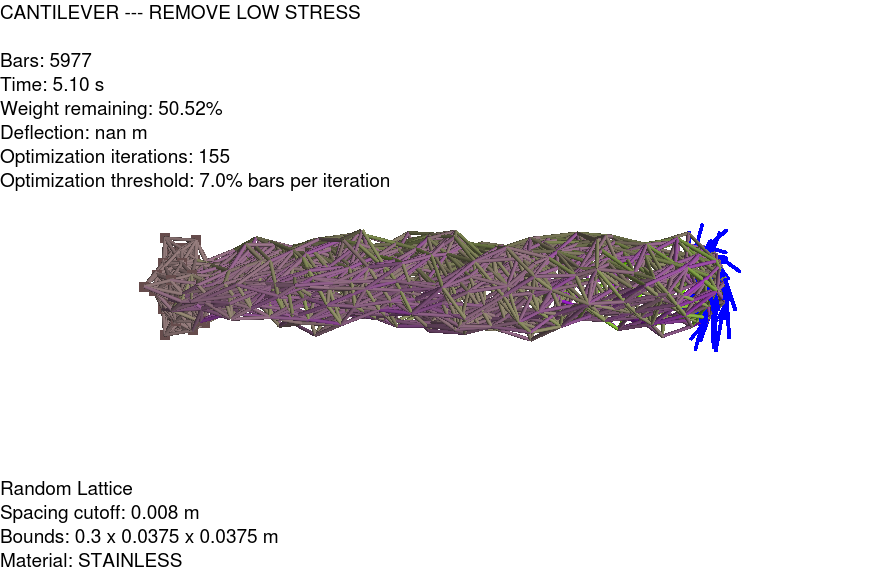 CANTILEVER --- REMOVE LOW STRESS
Bars: 5977
Time: 5.10 s
Weight remaining: 50.52%
Deflection: nan m
Optimization iterations: 155
Optimization threshold: 7.0% bars per iteration
Random Lattice
Spacing cutoff: 0.008 m
Bounds: 0.3 x 0.0375 x 0.0375 m
Material: STAINLESS